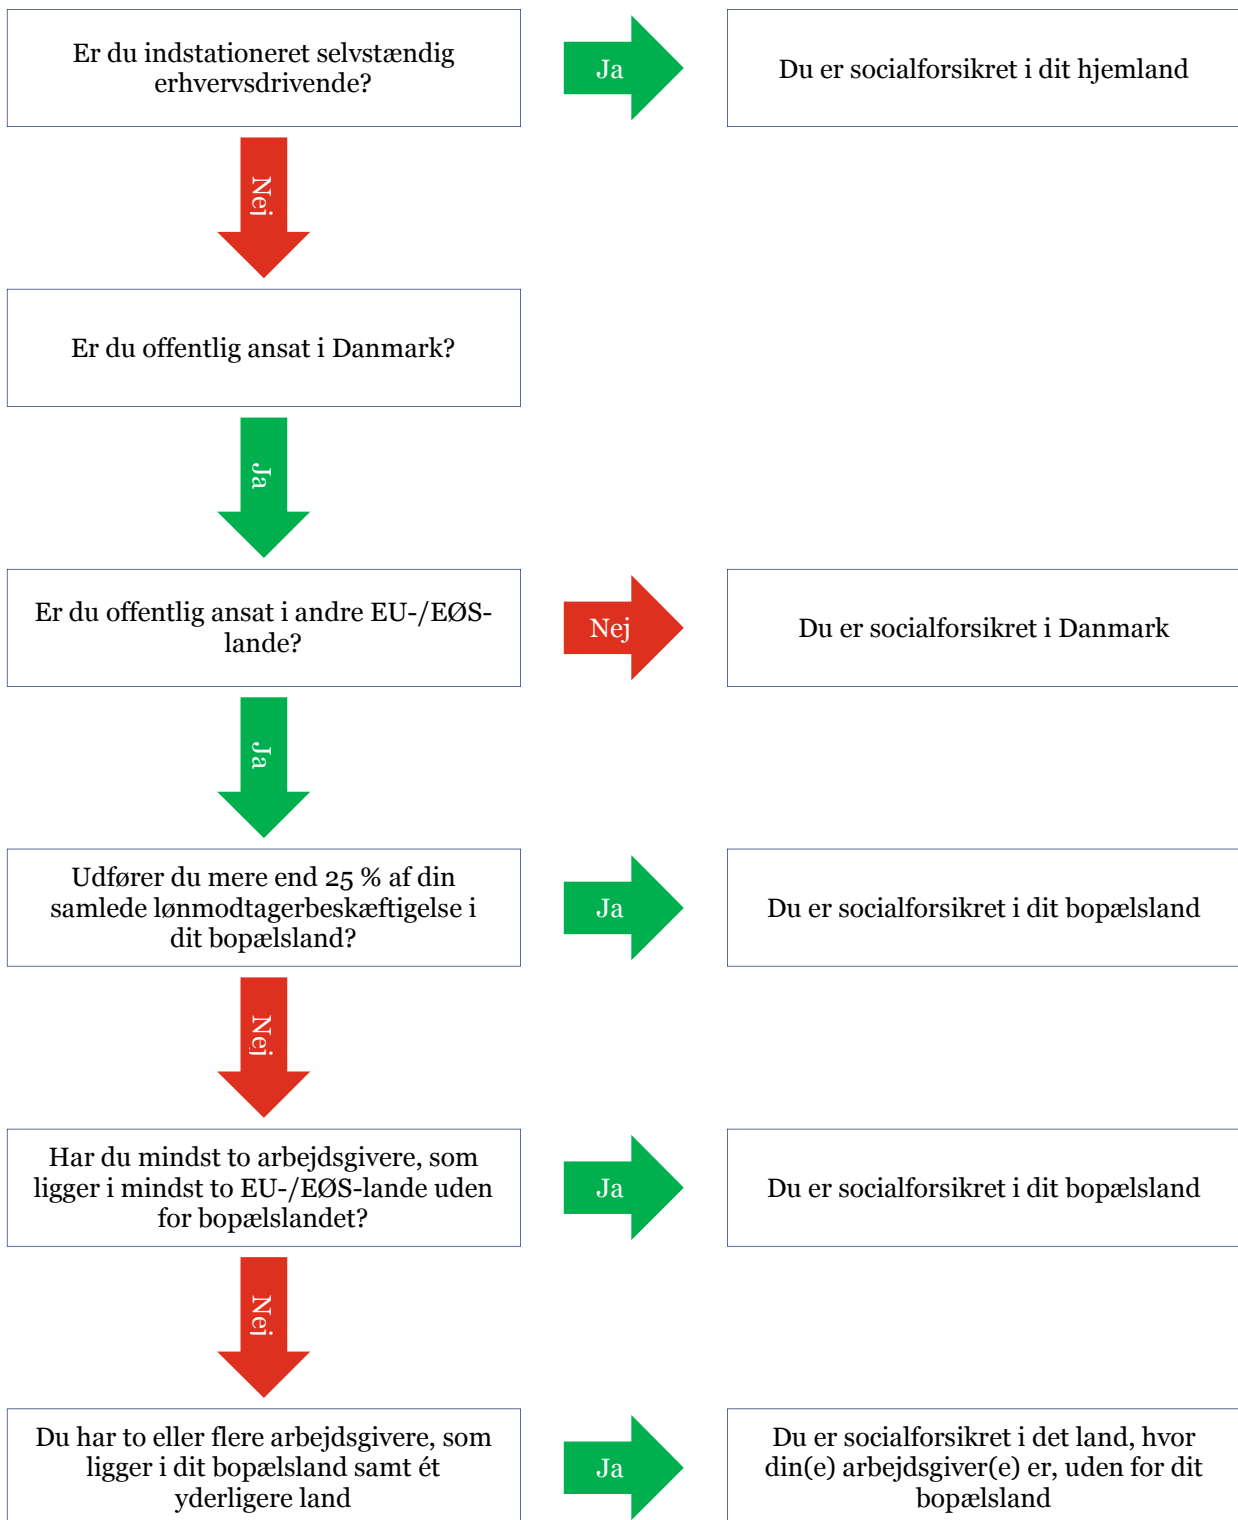 Er du indstationeret selvstændig
erhvervsdrivende?
Ja
Du er socialforsikret i dit hjemland
Nej
Er du offentlig ansat i Danmark?
Ja
Er du offentlig ansat i andre EU-/EØS-
lande?
Nej
Du er socialforsikret i Danmark
Ja
Udfører du mere end 25 % af din
samlede lønmodtagerbeskæftigelse i
dit bopælsland?
Ja
Du er socialforsikret i dit bopælsland
Nej
Har du mindst to arbejdsgivere, som
ligger i mindst to EU-/EØS-lande uden
for bopælslandet?
Ja
Du er socialforsikret i dit bopælsland
Nej
Du har to eller flere arbejdsgivere, som
ligger i dit bopælsland samt ét
yderligere land
Ja
Du er socialforsikret i det land, hvor
din(e) arbejdsgiver(e) er, uden for dit
bopælsland